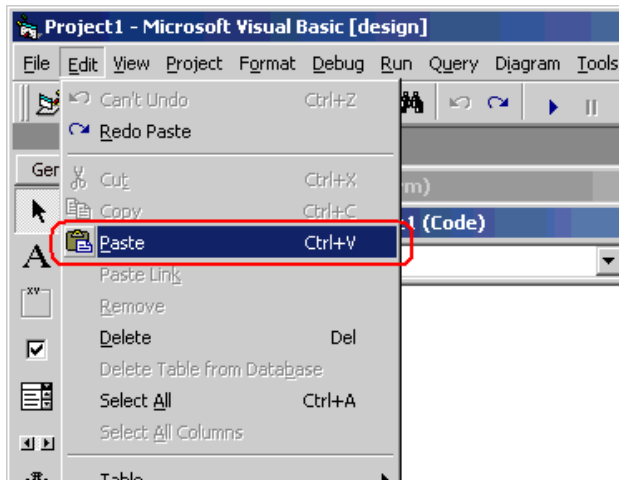 Project1 - Microsoft Visual Basic [design]
File Edit View Project Format Debug Run Query Diagram Tools
Can't Undo Ctrl+Z
Redo Paste
Ger
Cut Ctrl+X
rm)
Copy Ctrl+C
1 (Code)
Paste Ctrl+V
A
Paste Link
XY
Remove
Delete Del
Delete Table from Database
Select All Ctrl+A
Select All Columns
Table